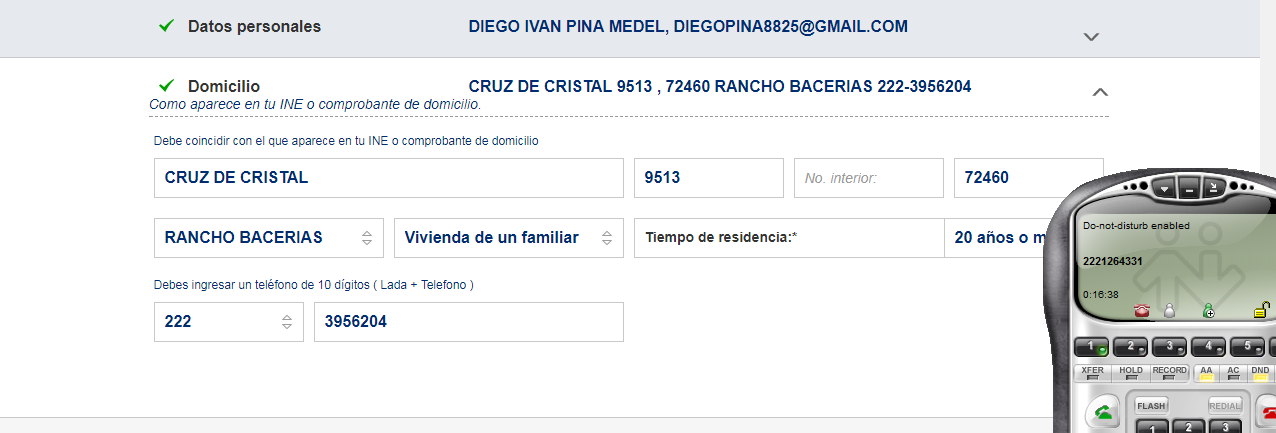 Datos personales DIEGO IVAN PINA MEDEL, DIEGOPINA8825@GMAIL.COM
Domicilio CRUZ DE CRISTAL 9513 , 72460 RANCHO BACERIAS 222-3956204
Como aparece en tu INE o comprobante de domicilio.
Debe coincidir con el que aparece en tu INE o comprobante de domicilio
CRUZ DE CRISTAL 9513 No. interior: 72460
RANCHO BACERIAS Vivienda de un familiar Tiempo de residencia:* 20 años o m
Debes ingresar un teléfono de 10 dígitos ( Lada + Telefono )
222 3956204
Do-not-disturb enabled
2221264331
0:16:38
1 2 3 4 5
XFER HOLD RECORD AA AC DND
FLASH REDIAL
1 2 3